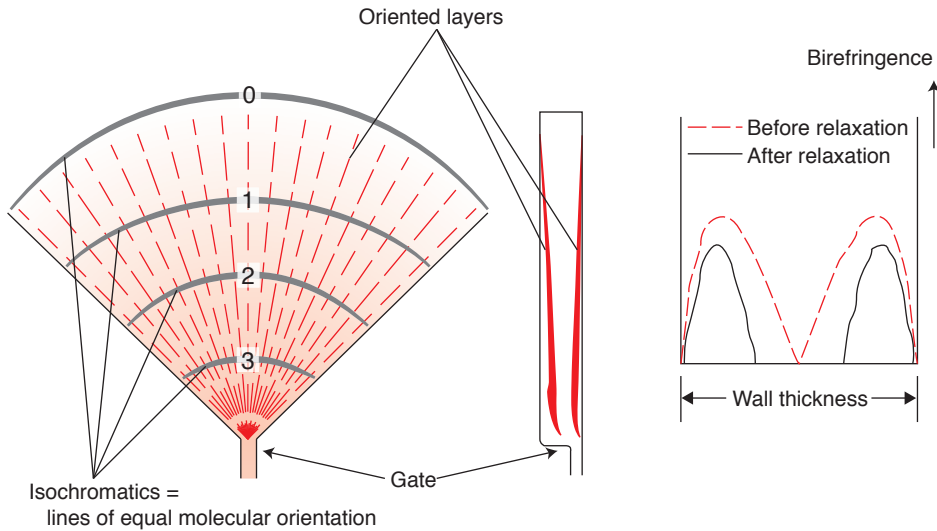 Oriented layers
0
1
2
3
Isochromatics =
lines of equal molecular orientation
Gate
Birefringence
Before relaxation
After relaxation
Wall thickness